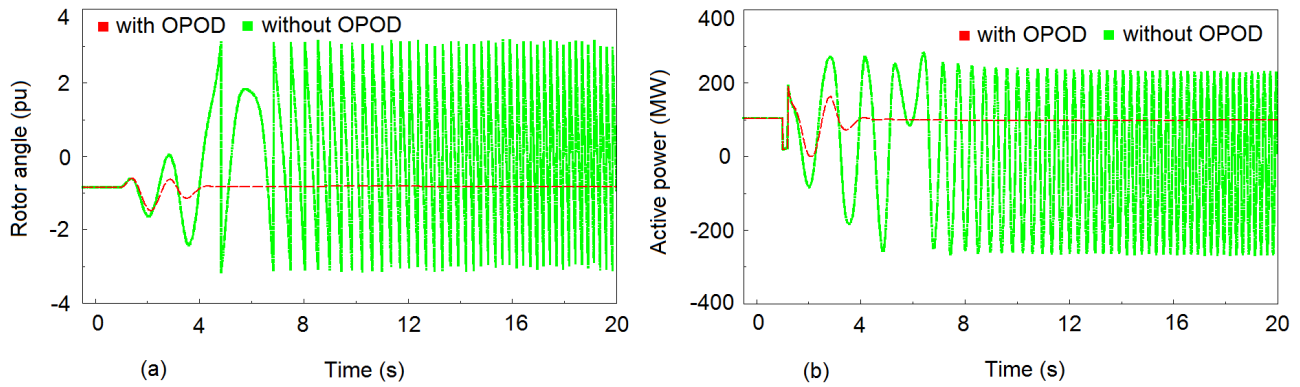 with OPOD without OPOD
Rotor angle (pu)
4
2
0
-2
-4
0 4 8 12 16 20
(a) Time (s)
with OPOD without OPOD
Active power (MW)
400
200
0
-200
-400
0 4 8 12 16 20
(b) Time (s)